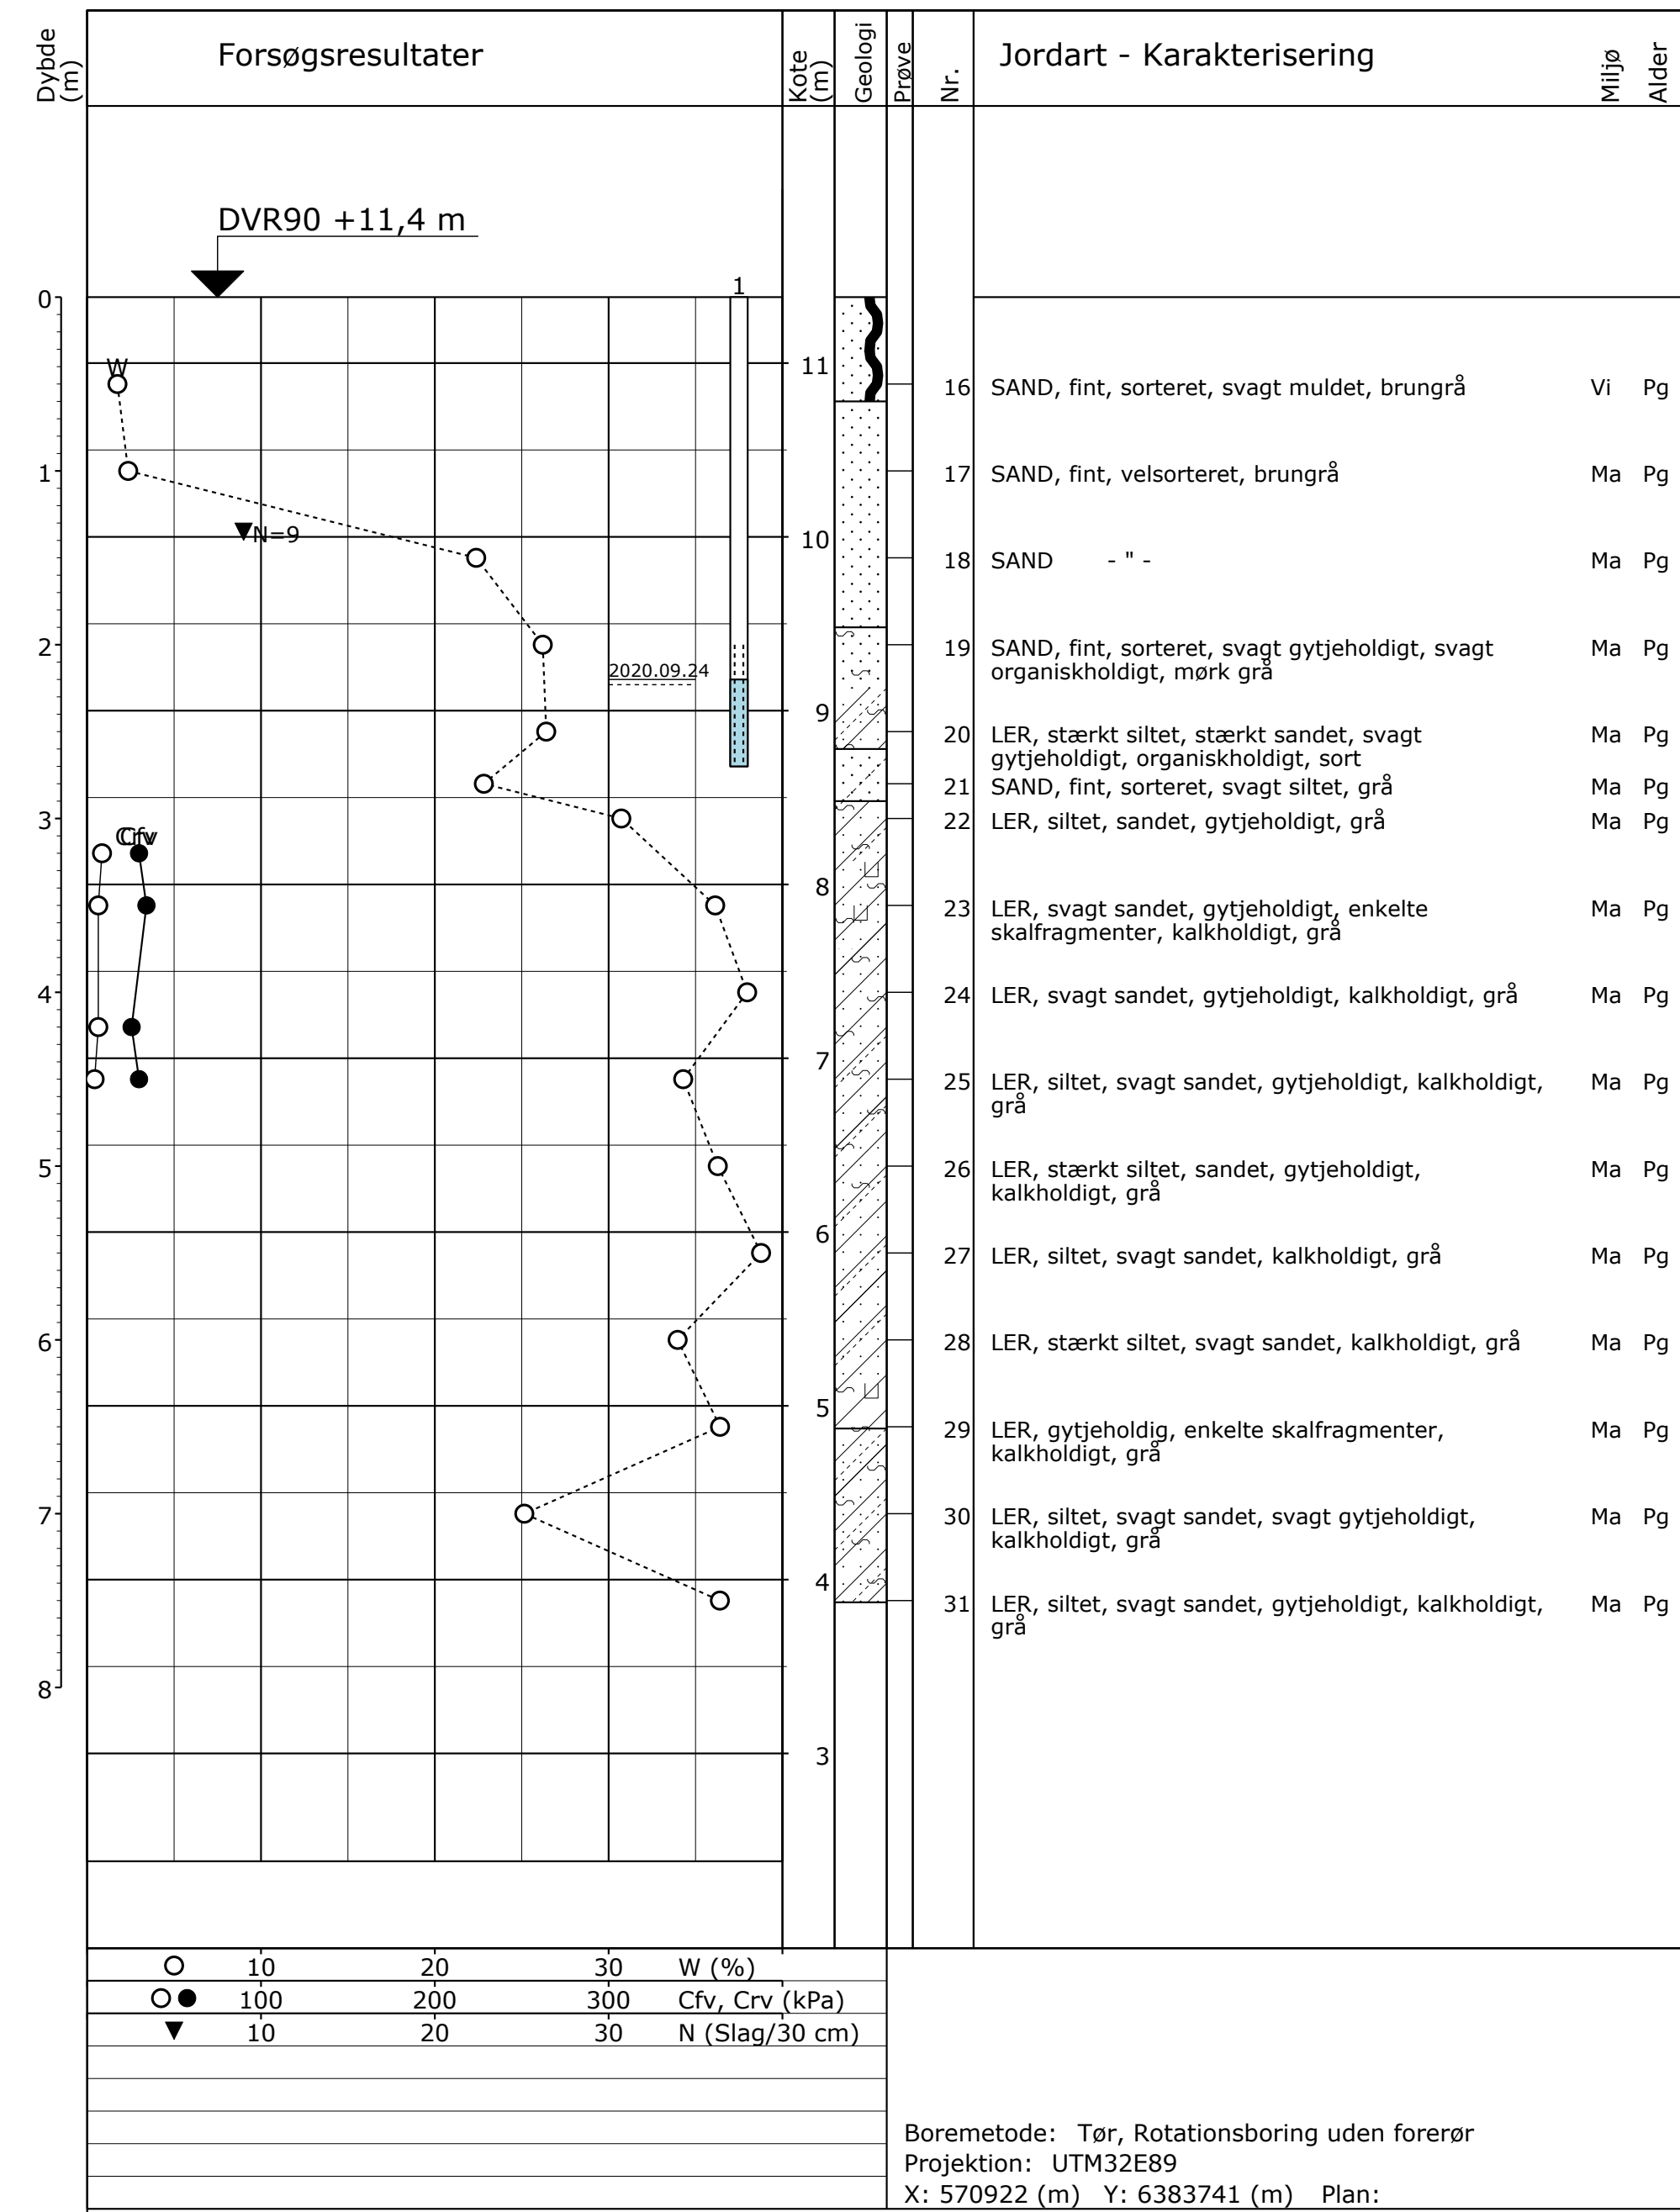 Dybde
(m)
Forsøgsresultater
Kote
(m)
Geologi
Prøve
Nr.
Jordart - Karakterisering
Miljø
Alder
DVR90 +11,4 m
1
0
W
11
16 SAND, fint, sorteret, svagt muldet, brungrå Vi Pg
1
17 SAND, fint, velsorteret, brungrå Ma Pg
N=9
10
18 SAND - " - Ma Pg
2
19 SAND, fint, sorteret, svagt gytjeholdigt, svagt Ma Pg
organiskholdigt, mørk grå
2020.09.24
9
20 LER, stærkt siltet, stærkt sandet, svagt Ma Pg
gytjeholdigt, organiskholdigt, sort
21 SAND, fint, sorteret, svagt siltet, grå Ma Pg
3
22 LER, siltet, sandet, gytjeholdigt, grå Ma Pg
8
23 LER, svagt sandet, gytjeholdigt, enkelte Ma Pg
skalfragmenter, kalkholdigt, grå
4
24 LER, svagt sandet, gytjeholdigt, kalkholdigt, grå Ma Pg
7
25 LER, siltet, svagt sandet, gytjeholdigt, kalkholdigt, Ma Pg
grå
5
26 LER, stærkt siltet, sandet, gytjeholdigt, Ma Pg
kalkholdigt, grå
6
27 LER, siltet, svagt sandet, kalkholdigt, grå Ma Pg
6
28 LER, stærkt siltet, svagt sandet, kalkholdigt, grå Ma Pg
5
29 LER, gytjeholdig, enkelte skalfragmenter, Ma Pg
kalkholdigt, grå
7
30 LER, siltet, svagt sandet, svagt gytjeholdigt, Ma Pg
kalkholdigt, grå
4
31 LER, siltet, svagt sandet, gytjeholdigt, kalkholdigt, Ma Pg
grå
8
3
10 20 30 W (%)
100 200 300 Cfv, Crv (kPa)
10 20 30 N (Slag/30 cm)
Boremetode: Tør, Rotationsboring uden forerør
Projektion: UTM32E89
X: 570922 (m) Y: 6383741 (m) Plan: